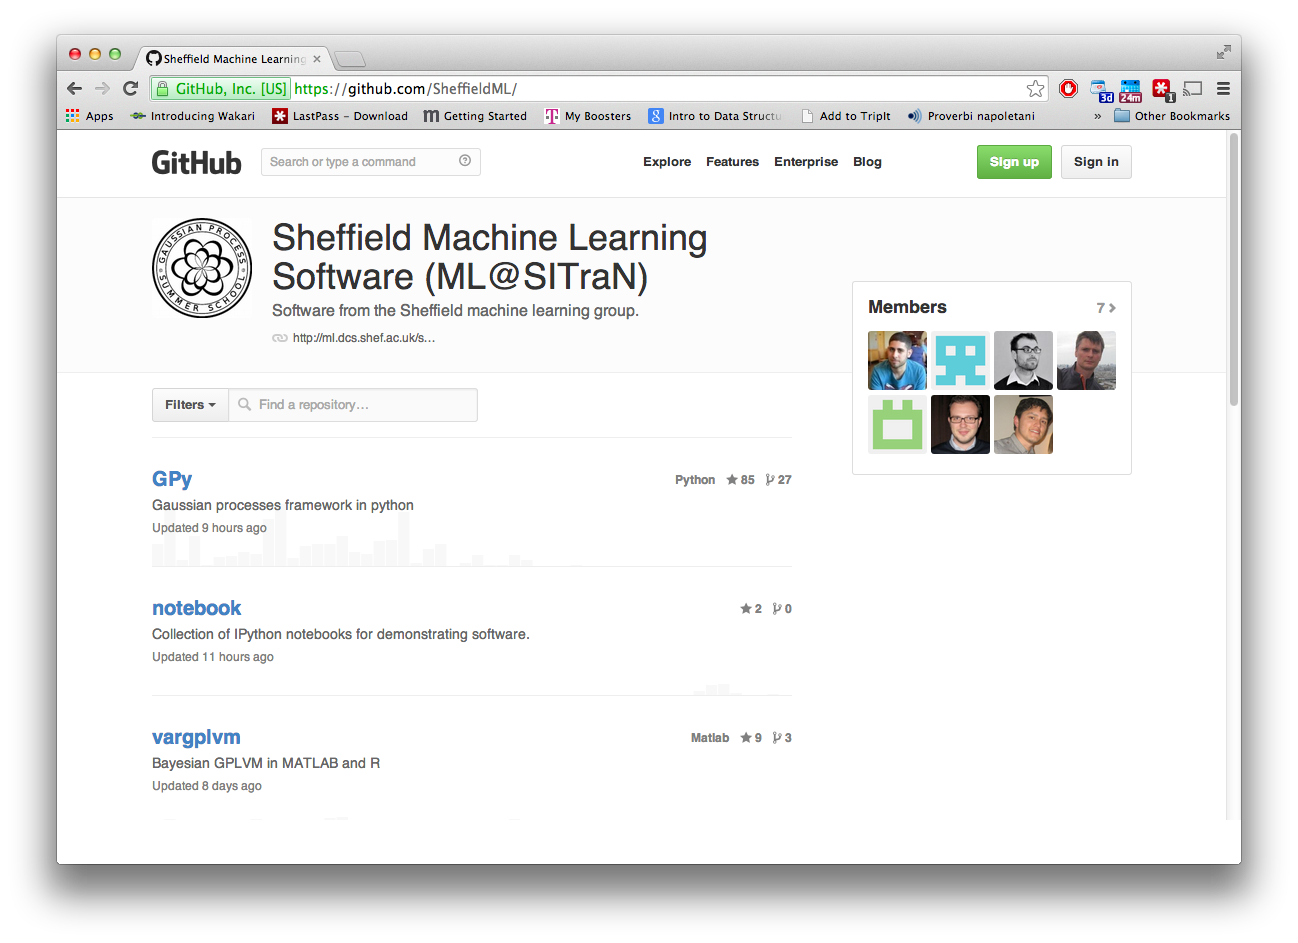 Sheffield Machine Learning
GitHub, Inc. [US] https://github.com/SheffieldML/
3d 24m 1
Apps Introducing Wakari LastPass – Download Getting Started My Boosters Intro to Data Structu Add to TripIt Proverbi napoletani » Other Bookmarks
GitHub Search or type a command Explore Features Enterprise Blog Sign up Sign in
GAUSSIAN PROCESS SUMMER SCHOOL
Sheffield Machine Learning
Software (ML@SITraN)
Software from the Sheffield machine learning group.
http://ml.dcs.shef.ac.uk/s...
Members 7
Filters Find a repository...
GPy Python 85 27
Gaussian processes framework in python
Updated 9 hours ago
notebook 2 0
Collection of IPython notebooks for demonstrating software.
Updated 11 hours ago
vargplvm Matlab 9 3
Bayesian GPLVM in MATLAB and R
Updated 8 days ago